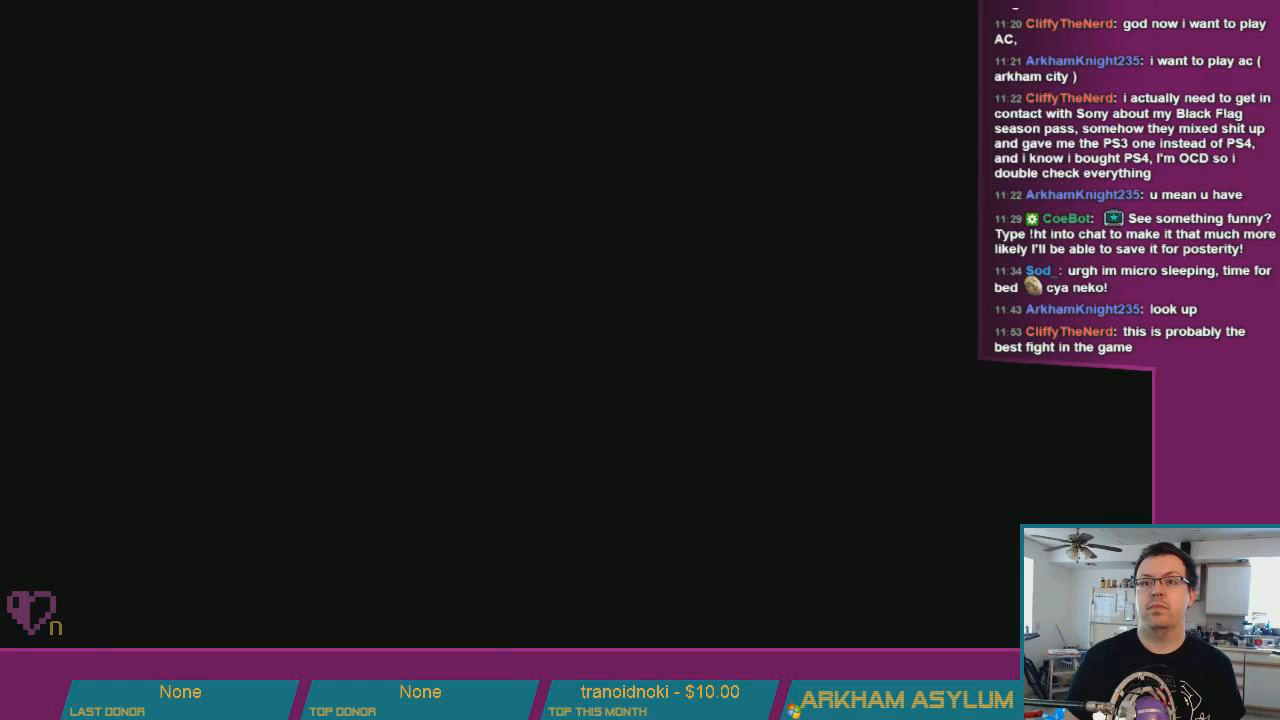 11:20 CliffyTheNerd: god now i want to play
AC,
11:21 ArkhamKnight235: i want to play ac (
arkham city )
11:22 CliffyTheNerd: i actually need to get in
contact with Sony about my Black Flag
season pass, somehow they mixed shit up
and gave me the PS3 one instead of PS4,
and i know i bought PS4, I'm OCD so i
double check everything
11:22 ArkhamKnight235: u mean u have
11:29 CoeBot: See something funny?
Type !ht into chat to make it that much more
likely I'll be able to save it for posterity!
11:34 Sod_: urgh im micro sleeping, time for
bed cya neko!
11:43 ArkhamKnight235: look up
11:53 CliffyTheNerd: this is probably the
best fight in the game
n
None
LAST DONOR
None
TOP DONOR
tranoidnoki - $10.00
TOP THIS MONTH
ARKHAM ASYLUM